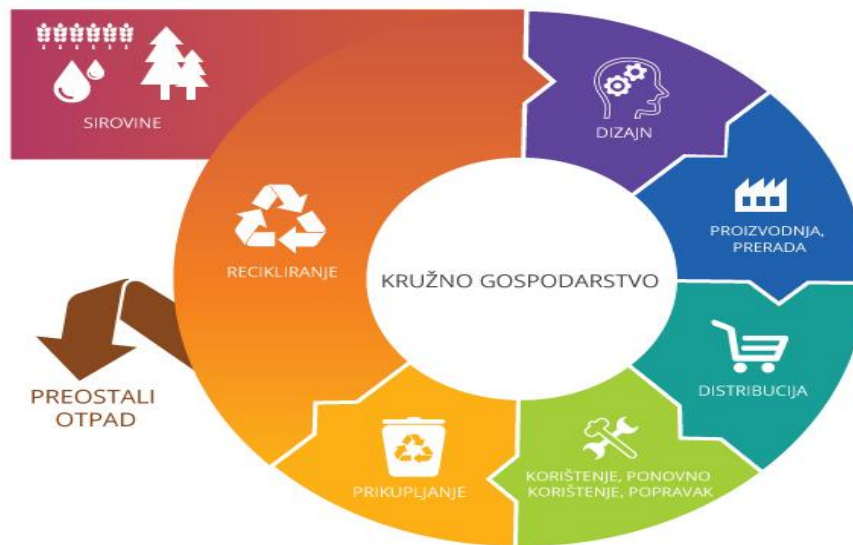 SIROVINE
DIZAJN
PROIZVODNJA,
PRERADA
DISTRIBUCIJA
KORIŠTENJE, PONOVNO
KORIŠTENJE, POPRAVAK
PRIKUPLJANJE
RECIKLIRANJE
KRUŽNO GOSPODARSTVO
PREOSTALI
OTPAD